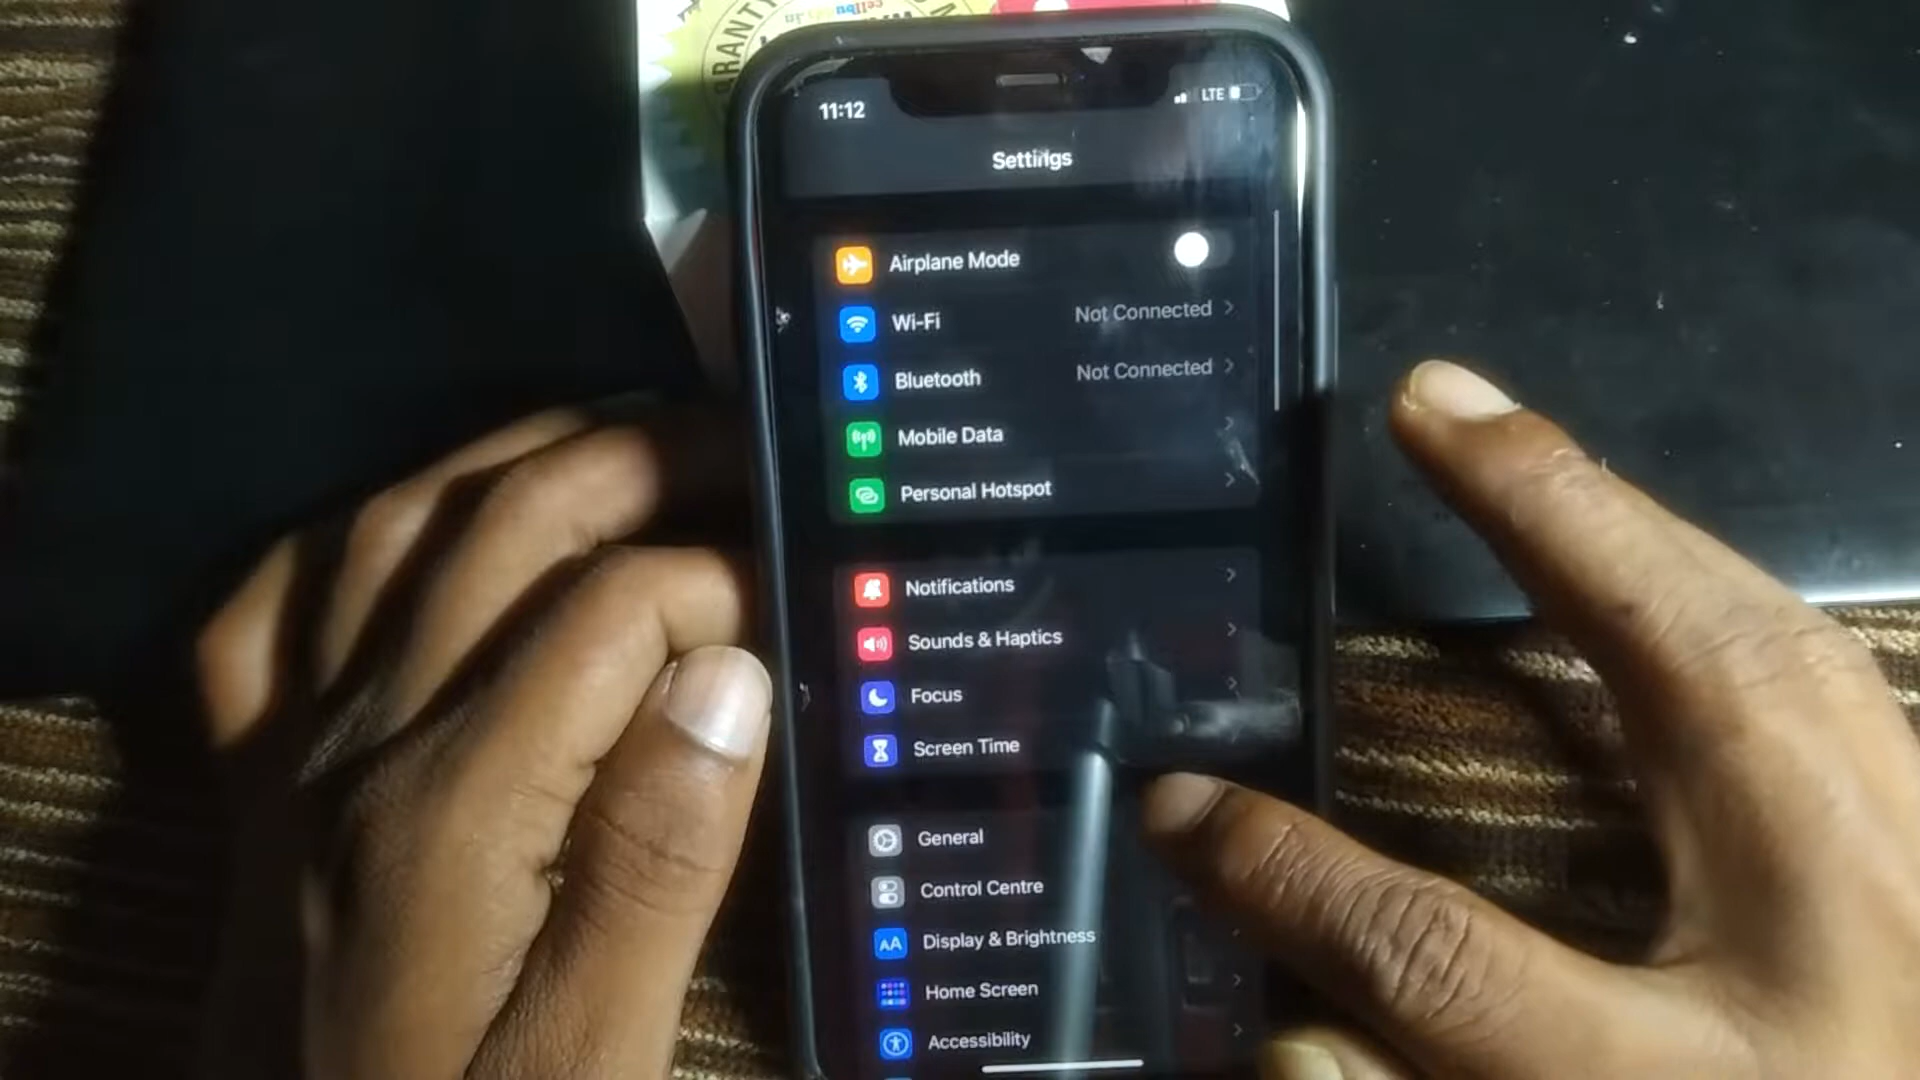 11:12
LTE
Settings
Airplane Mode
Wi-Fi Not Connected
Bluetooth Not Connected
Mobile Data
Personal Hotspot
Notifications
Sounds & Haptics
Focus
Screen Time
General
Control Centre
AA Display & Brightness
Home Screen
Accessibility